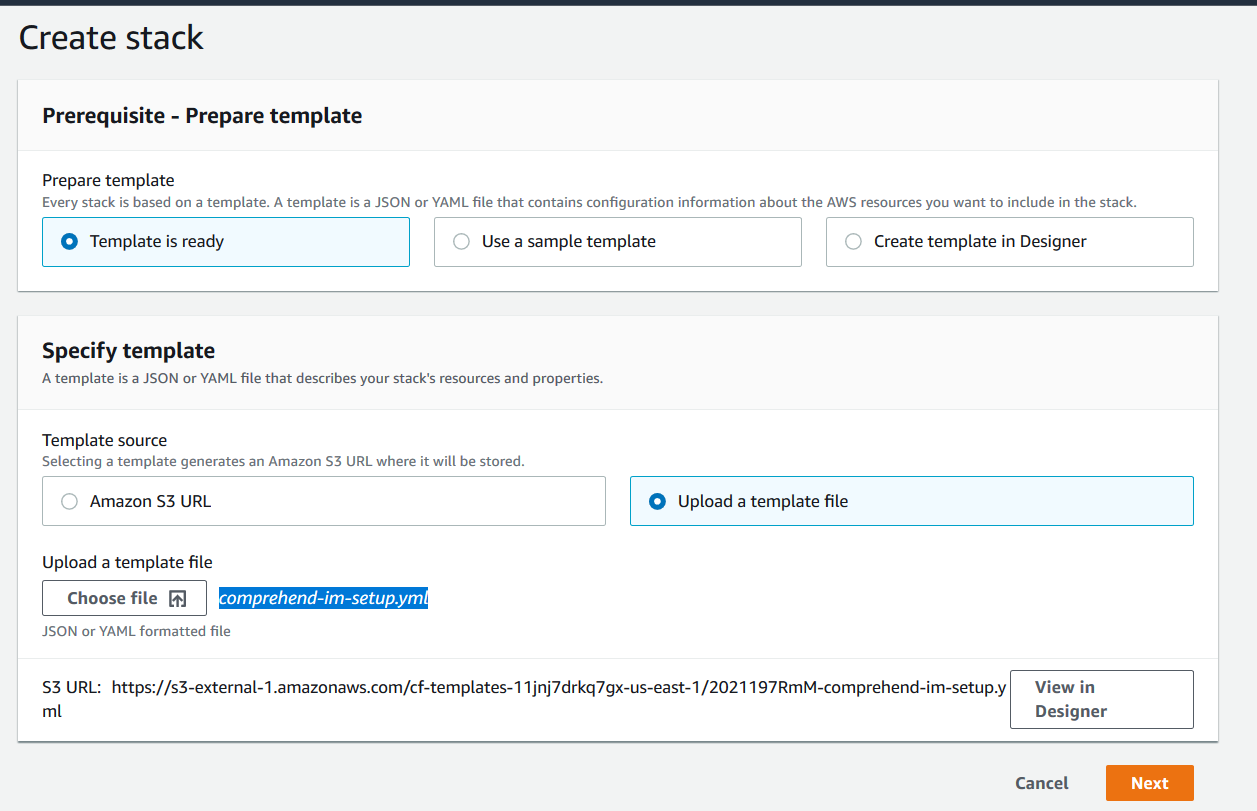 Create stack
Prerequisite - Prepare template
Prepare template
Every stack is based on a template. A template is a JSON or YAML file that contains configuration information about the AWS resources you want to include in the stack.
Template is ready
Use a sample template
Create template in Designer
Specify template
A template is a JSON or YAML file that describes your stack's resources and properties.
Template source
Selecting a template generates an Amazon S3 URL where it will be stored.
Amazon S3 URL
Upload a template file
Upload a template file
Choose file
comprehend-im-setup.yml
JSON or YAML formatted file
S3 URL: https://s3-external-1.amazonaws.com/cf-templates-11jnj7drkq7gx-us-east-1/2021197RmM-comprehend-im-setup.y
ml
View in
Designer
Cancel
Next